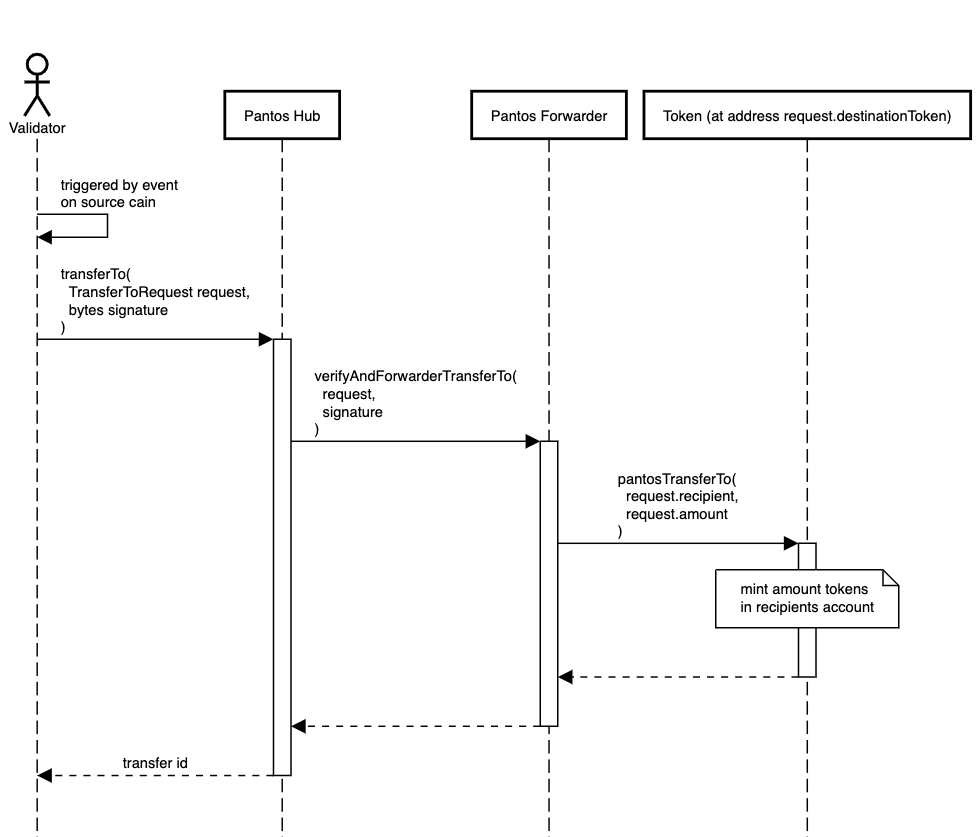 Validator
Pantos Hub
Pantos Forwarder
Token (at address request.destinationToken)
triggered by event
on source cain
transferTo(
TransferToRequest request,
bytes signature
)
verifyAndForwarderTransferTo(
request,
signature
)
pantosTransferTo(
request.recipient,
request.amount
)
mint amount tokens
in recipients account
transfer id